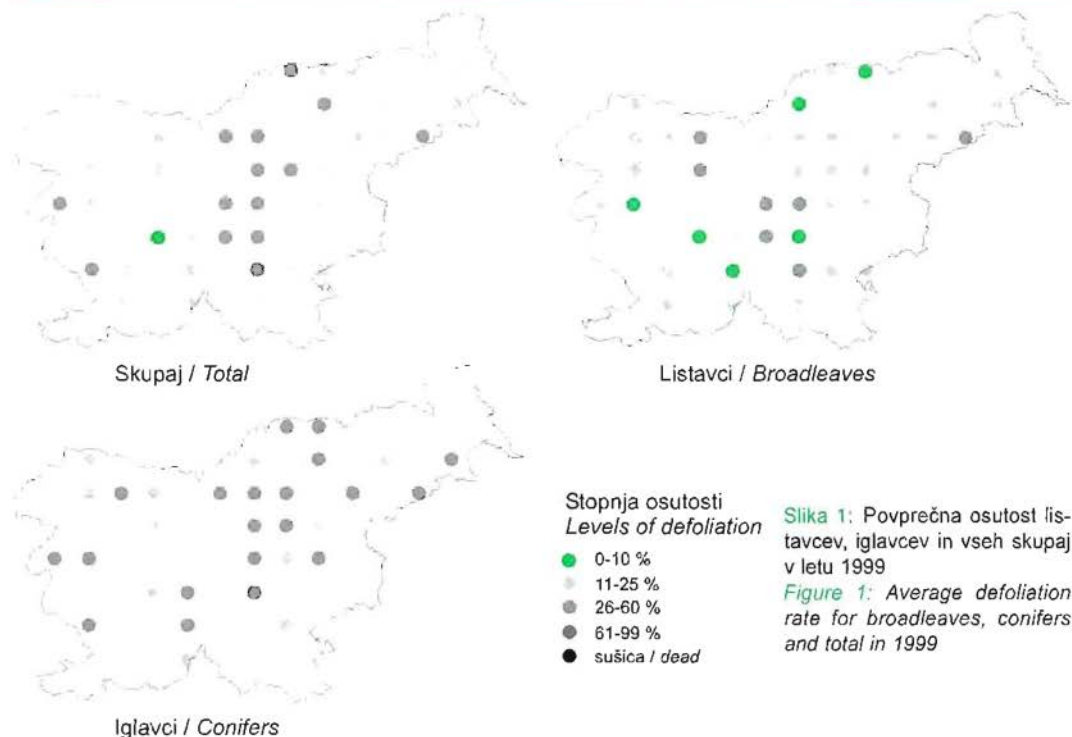 Skupaj / Total
Listavci / Broadleaves
Iglavci / Conifers
Stopnja osutosti
Levels of defoliation
0-10 %
11-25 %
26-60 %
61-99 %
sušica / dead
Slika 1: Povprečna osutost lis-
tavcev, iglavcev in vseh skupaj
v letu 1999
Figure 1: Average defoliation
rate for broadleaves, conifers
and total in 1999